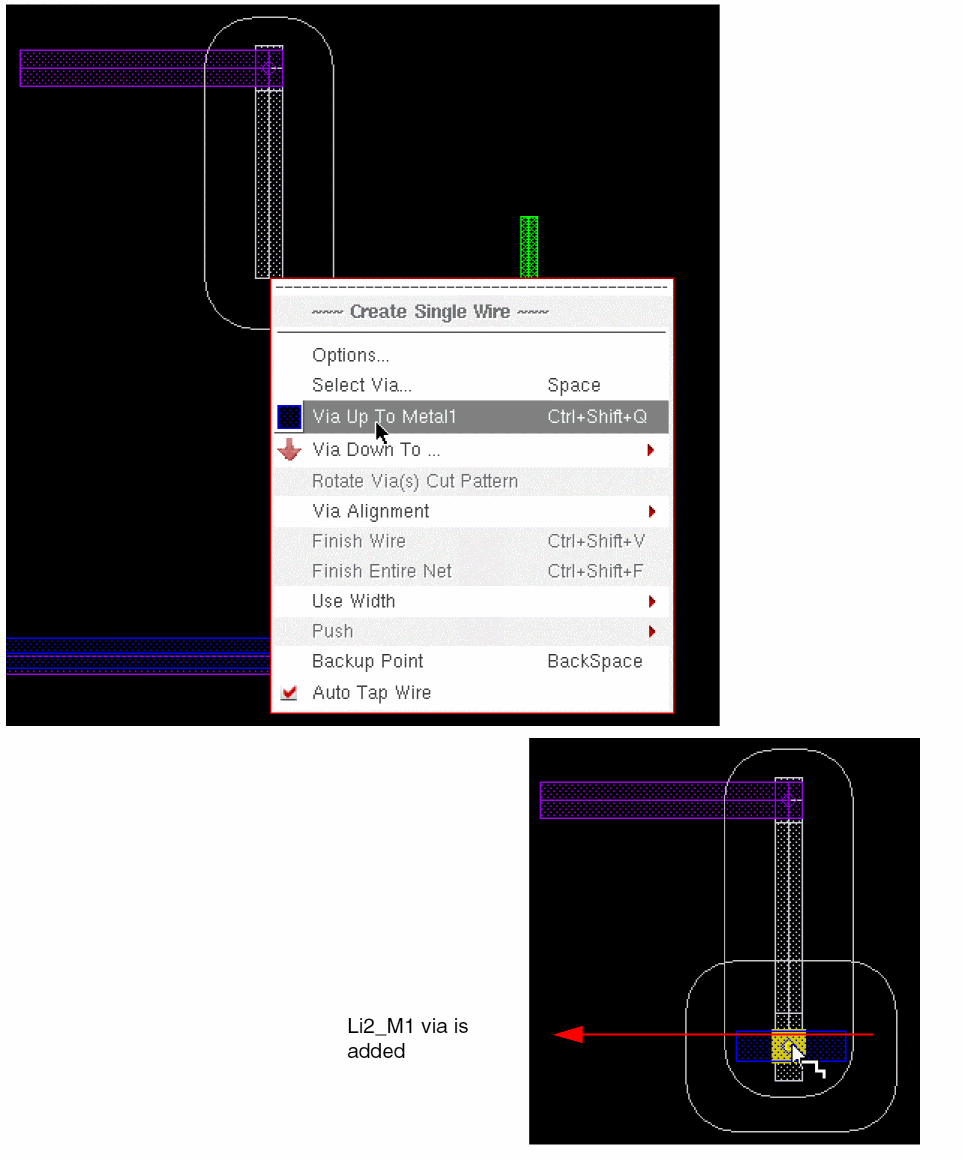 ~~~ Create Single Wire ~~~
Options...
Select Via... Space
Via Up To Metal1 Ctrl+Shift+Q
Via Down To ...
Rotate Via(s) Cut Pattern
Via Alignment
Finish Wire Ctrl+Shift+V
Finish Entire Net Ctrl+Shift+F
Use Width
Push
Backup Point BackSpace
Auto Tap Wire
Li2_M1 via is
added